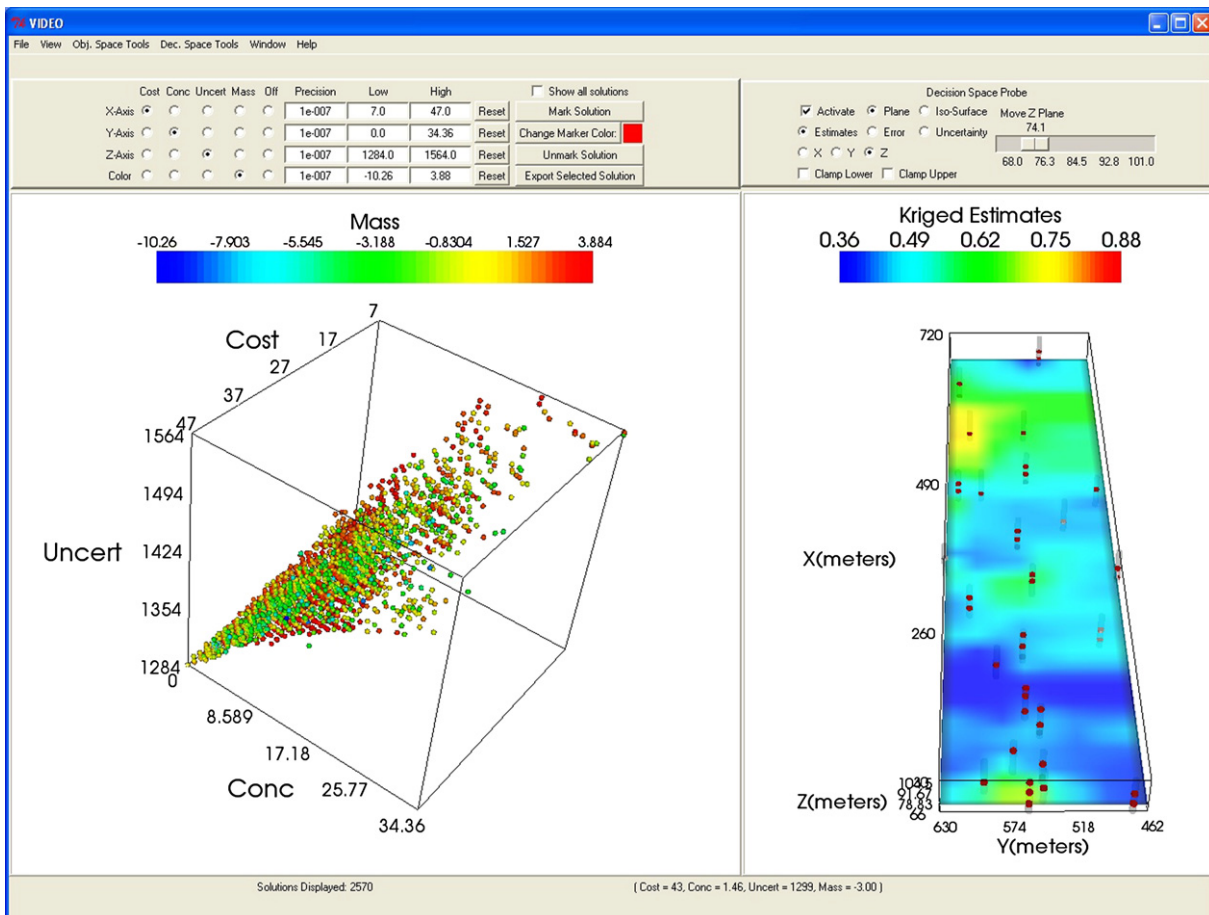 VIDEO
File View Obj. Space Tools Dec. Space Tools Window Help
Cost Conc Uncert Mass Off Precision Low High Show all solutions
X-Axis 1e-007 7.0 47.0 Reset Mark Solution
Y-Axis 1e-007 0.0 34.36 Reset Change Marker Color:
Z-Axis 1e-007 1284.0 1564.0 Reset Unmark Solution
Color 1e-007 -10.26 3.88 Reset Export Selected Solution
Decision Space Probe
Activate Plane Iso-Surface Move Z Plane
74.1
Estimates Error Uncertainty
X Y Z
68.0 76.3 84.5 92.8 101.0
Clamp Lower Clamp Upper
Mass
-10.26 -7.903 -5.545 -3.188 -0.8304 1.527 3.884
Cost
7
17
27
37
47
1564
1494
1424
1354
1284
Uncert
0
8.589
17.18
25.77
34.36
Conc
Kriged Estimates
0.36 0.49 0.62 0.75 0.88
720
490
260
X(meters)
91.67
78.83
66
Z(meters)
630 574 518 462
Y(meters)
Solutions Displayed: 2570
( Cost = 43, Conc = 1.46, Uncert = 1299, Mass = -3.00 )